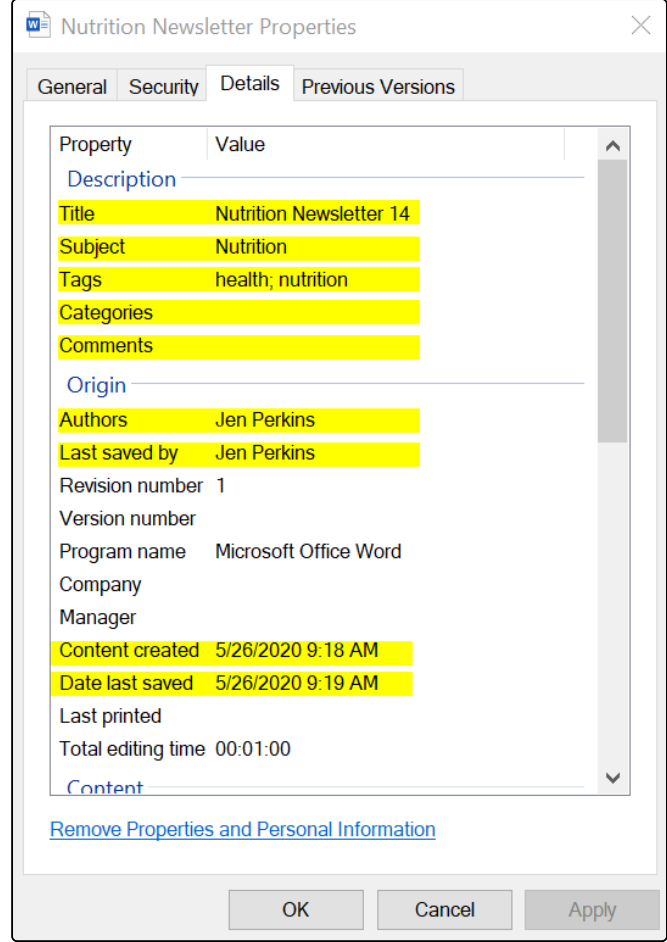 Nutrition Newsletter Properties
General Security Details Previous Versions
Property Value
Description
Title Nutrition Newsletter 14
Subject Nutrition
Tags health; nutrition
Categories
Comments
Origin
Authors Jen Perkins
Last saved by Jen Perkins
Revision number 1
Version number
Program name Microsoft Office Word
Company
Manager
Content created 5/26/2020 9:18 AM
Date last saved 5/26/2020 9:19 AM
Last printed
Total editing time 00:01:00
Content
Remove Properties and Personal Information
OK Cancel Apply